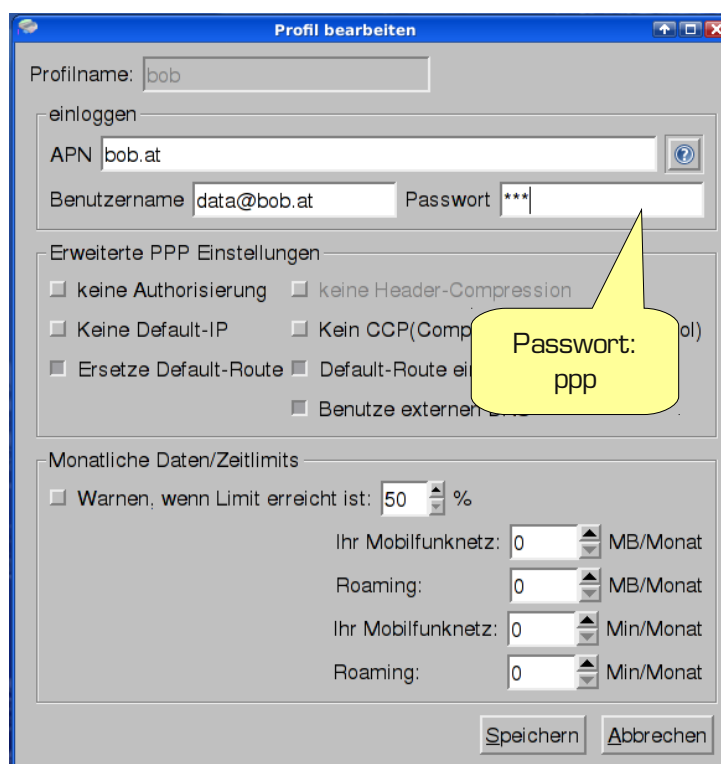 Profil bearbeiten
Profilname: bob
einloggen
APN bob.at
Benutzername data@bob.at Passwort ***
Erweiterte PPP Einstellungen
keine Authorisierung keine Header-Compression
Keine Default-IP Kein CCP(Comp ol)
Ersetze Default-Route Default-Route ei
Benutze externen
Passwort:
ppp
Monatliche Daten/Zeitlimits
Warnen, wenn Limit erreicht ist: 50 %
Ihr Mobilfunknetz: 0 MB/Monat
Roaming: 0 MB/Monat
Ihr Mobilfunknetz: 0 Min/Monat
Roaming: 0 Min/Monat
Speichern Abbrechen